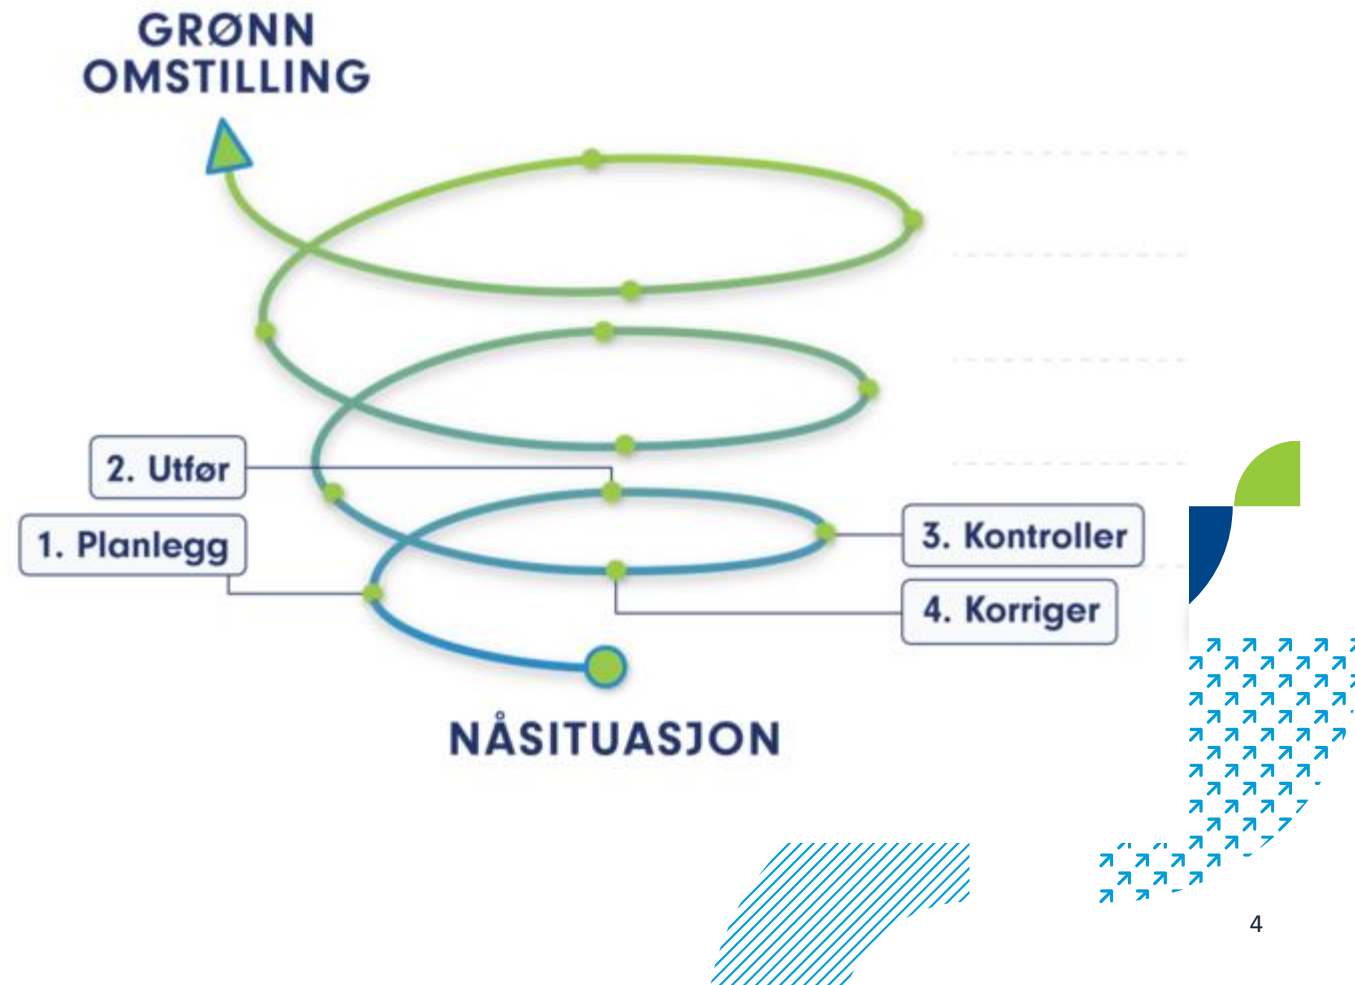 GRØNN
OMSTILLING
2. Utfør
1. Planlegg
3. Kontroller
4. Korriger
NÅSITUASJON
4